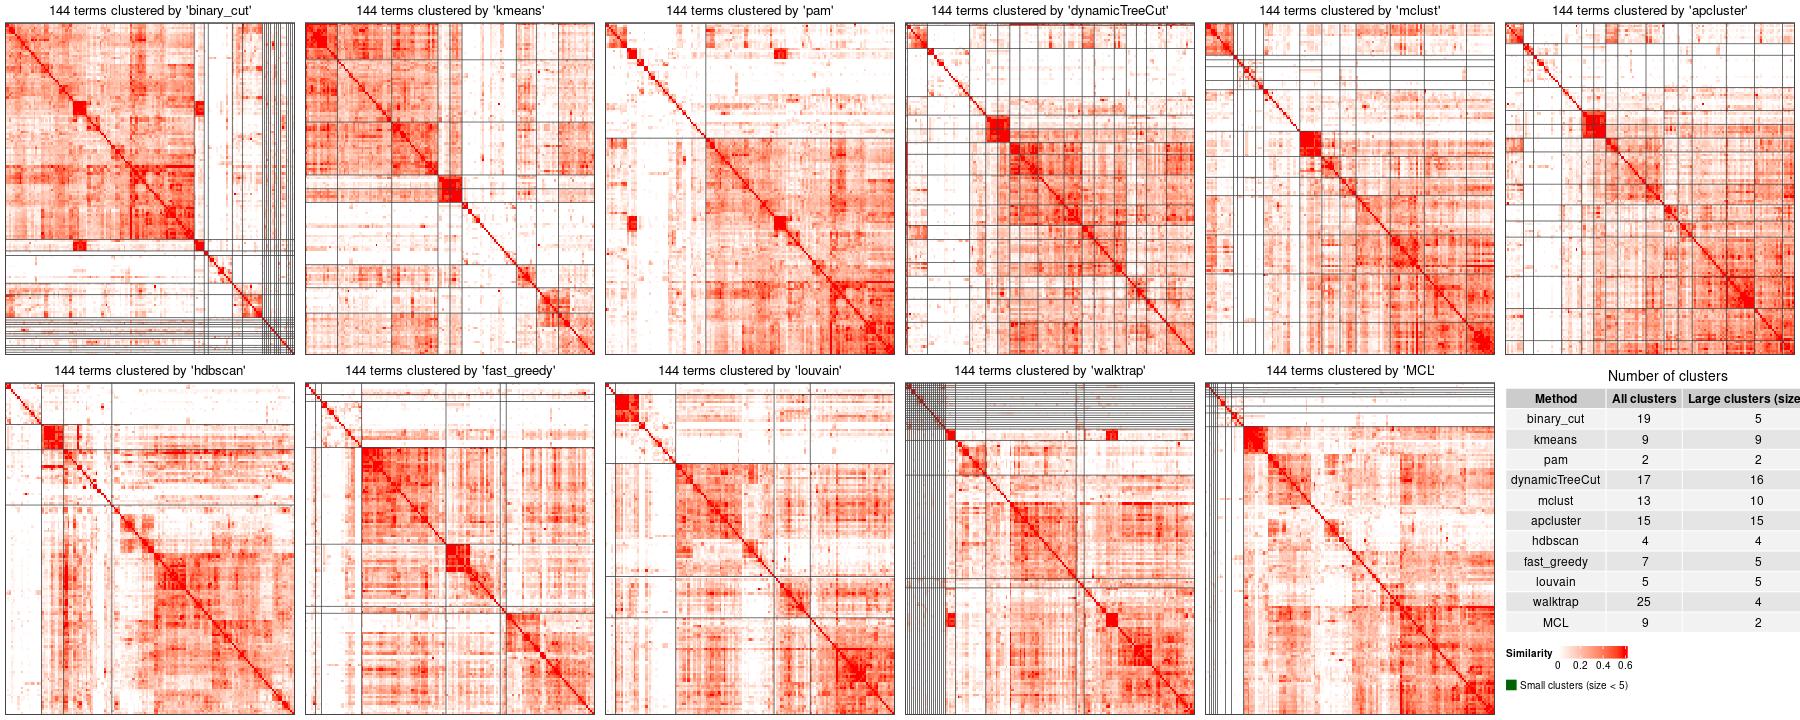 144 terms clustered by 'binary_cut'
144 terms clustered by 'kmeans'
144 terms clustered by 'pam'
144 terms clustered by 'dynamicTreeCut'
144 terms clustered by 'mclust'
144 terms clustered by 'apcluster'
144 terms clustered by 'hdbscan'
144 terms clustered by 'fast_greedy'
144 terms clustered by 'louvain'
144 terms clustered by 'walktrap'
144 terms clustered by 'MCL'
Number of clusters
Method All clusters Large clusters (size
binary_cut 19 5
kmeans 9 9
pam 2 2
dynamicTreeCut 17 16
mclust 13 10
apcluster 15 15
hdbscan 4 4
fast_greedy 7 5
louvain 5 5
walktrap 25 4
MCL 9 2
Similarity
0 0.2 0.4 0.6
Small clusters (size < 5)